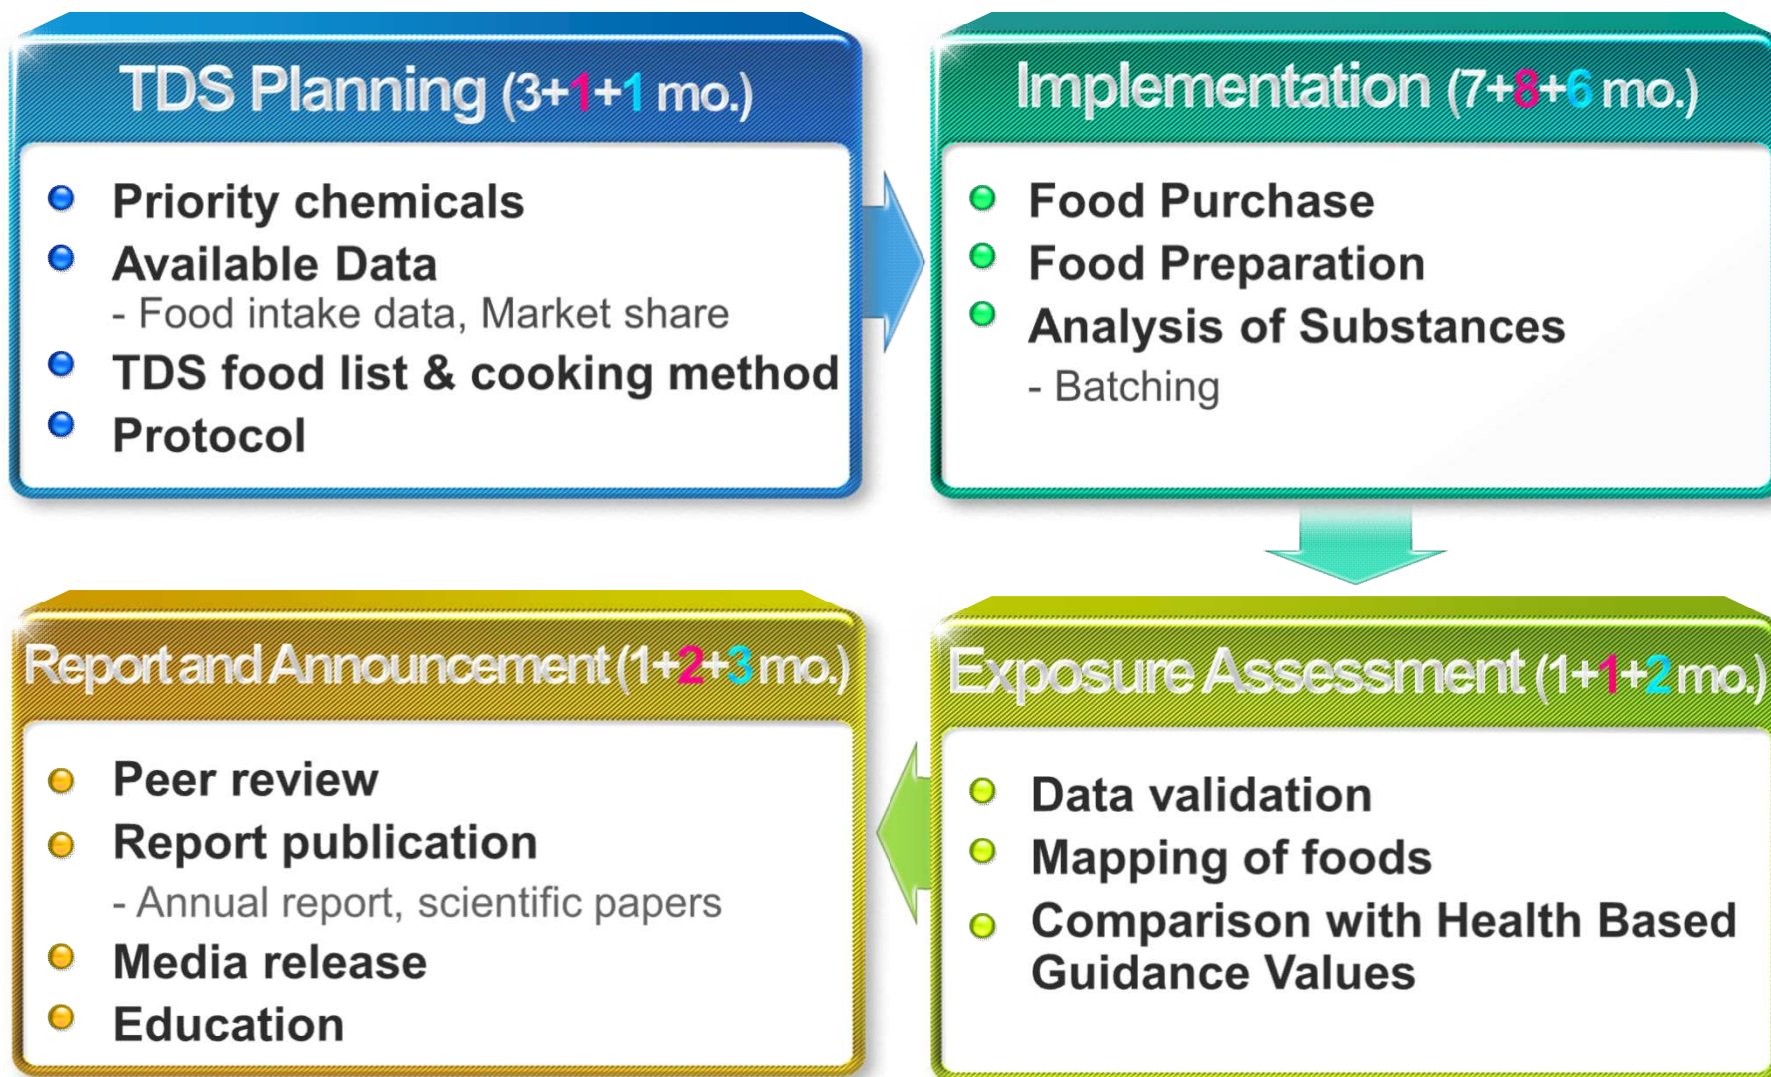 TDS Planning (3+1+1 mo.)
Priority chemicals
Available Data
- Food intake data, Market share
TDS food list & cooking method
Protocol
Implementation (7+8+6 mo.)
Food Purchase
Food Preparation
Analysis of Substances
- Batching
Exposure Assessment (1+1+2 mo.)
Data validation
Mapping of foods
Comparison with Health Based
Guidance Values
Report and Announcement (1+2+3 mo.)
Peer review
Report publication
- Annual report, scientific papers
Media release
Education